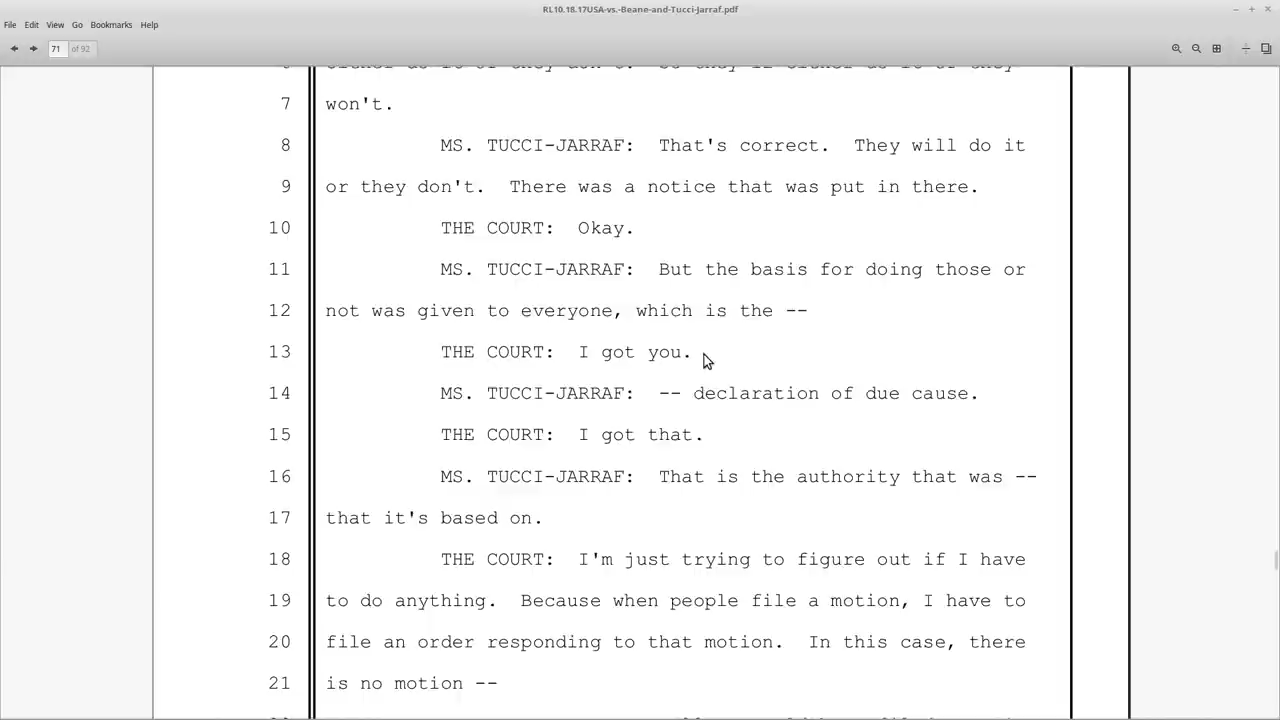 RL10.18.17USA-vs.-Beane-and-Tucci-Jarraf.pdf
File Edit View Go Bookmarks Help
71 of 92
7 won't.
8 MS. TUCCI-JARRAF: That's correct. They will do it
9 or they don't. There was a notice that was put in there.
10 THE COURT: Okay.
11 MS. TUCCI-JARRAF: But the basis for doing those or
12 not was given to everyone, which is the --
13 THE COURT: I got you.
14 MS. TUCCI-JARRAF: -- declaration of due cause.
15 THE COURT: I got that.
16 MS. TUCCI-JARRAF: That is the authority that was --
17 that it's based on.
18 THE COURT: I'm just trying to figure out if I have
19 to do anything. Because when people file a motion, I have to
20 file an order responding to that motion. In this case, there
21 is no motion --